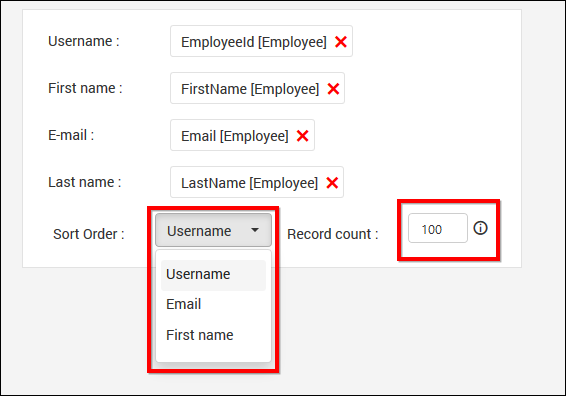 Username : EmployeeId [Employee]
First name : FirstName [Employee]
E-mail : Email [Employee]
Last name : LastName [Employee]
Sort Order : Username Record count : 100
Username
Email
First name